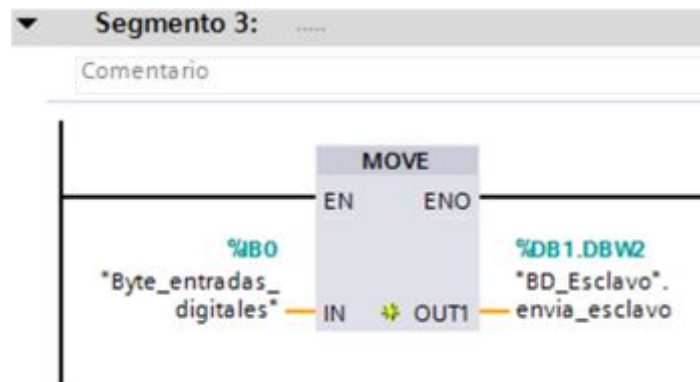 Segmento 3: .....
Comentario
MOVE
EN ENO
%IB0 %DB1.DBW2
"Byte_entradas_ "BD_Esclavo".
digitales" IN OUT1 envia_esclavo